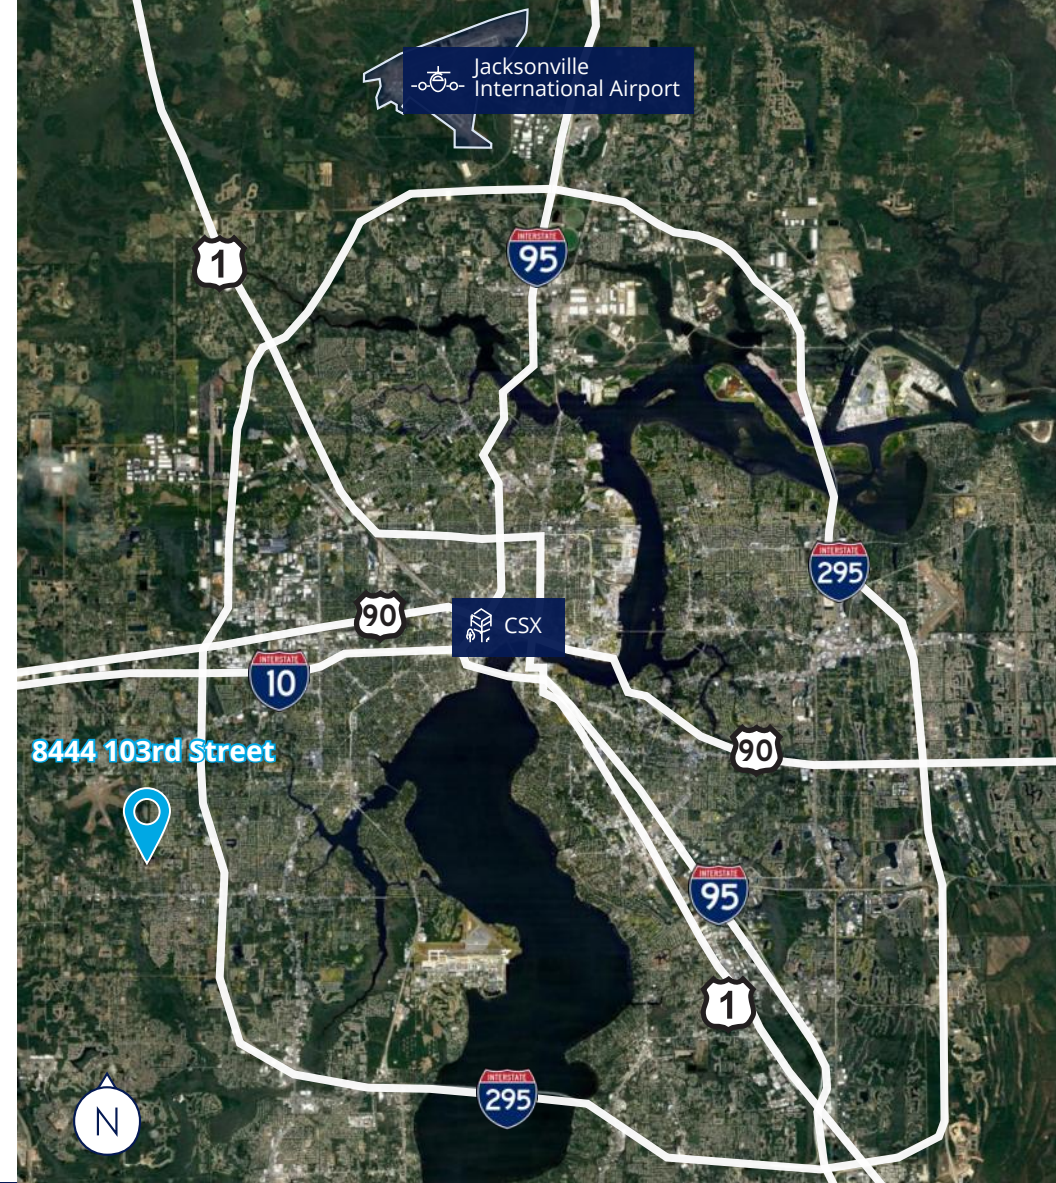 Jacksonville
International Airport
INTERSTATE
95
1
INTERSTATE
295
90
CSX
INTERSTATE
10
90
8444 103rd Street
INTERSTATE
95
1
INTERSTATE
295
N